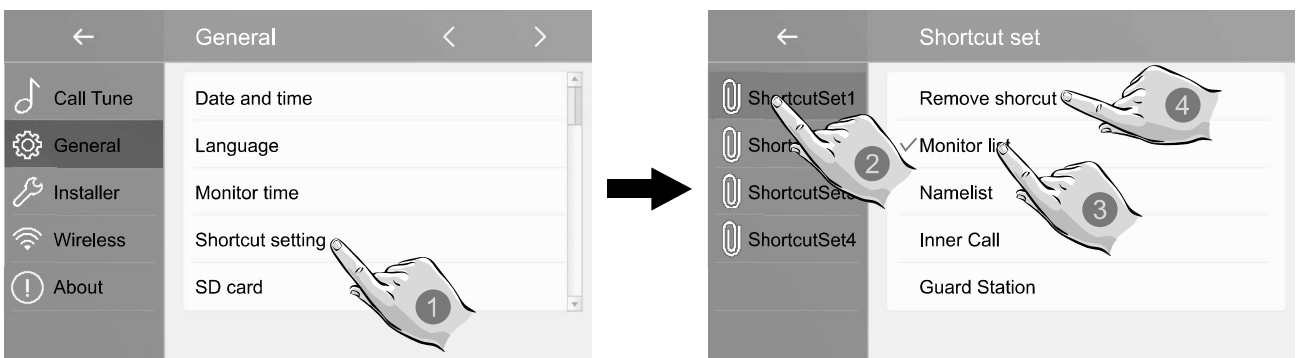 General
Call Tune
General
Installer
Wireless
About
Date and time
Language
Monitor time
Shortcut setting
SD card
1
Shortcut set
ShortcutSet1
ShortcutSet4
Remove shorcut
Monitor list
Namelist
Inner Call
Guard Station
2
3
4